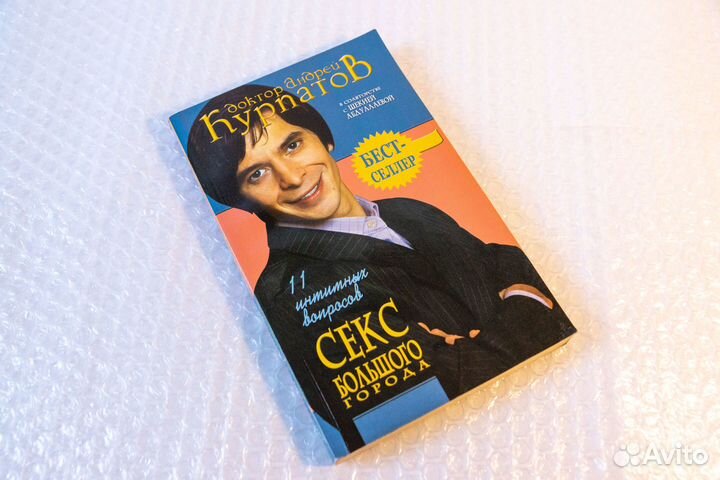 доктор Андрей
Курпатов
в соавторстве
с Шекией
Абдуллаевой
БЕСТ-
СЕЛЛЕР
11
интимных
вопросов
СЕКС
БОЛЬШОГО
ГОРОДА
Avito